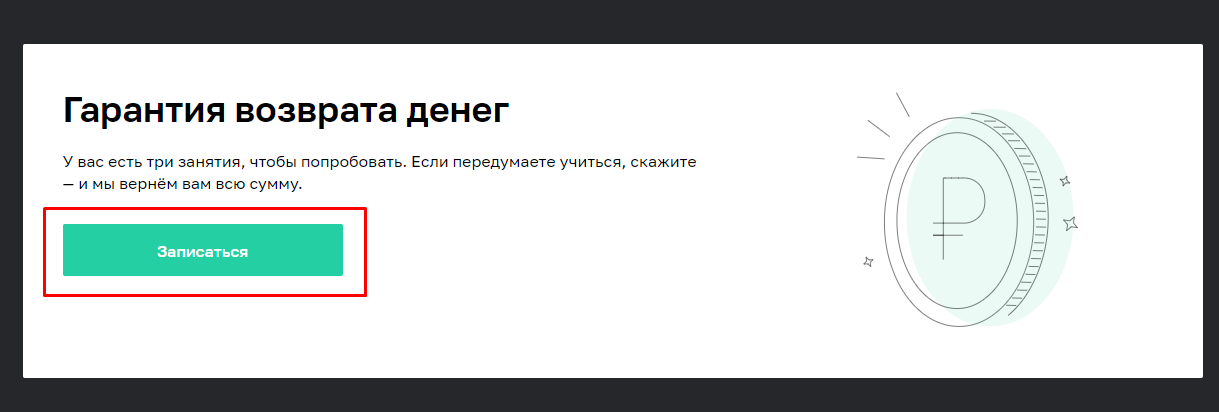 Гарантия возврата денег
У вас есть три занятия, чтобы попробовать. Если передумаете учиться, скажите
— и мы вернём вам всю сумму.
Записаться